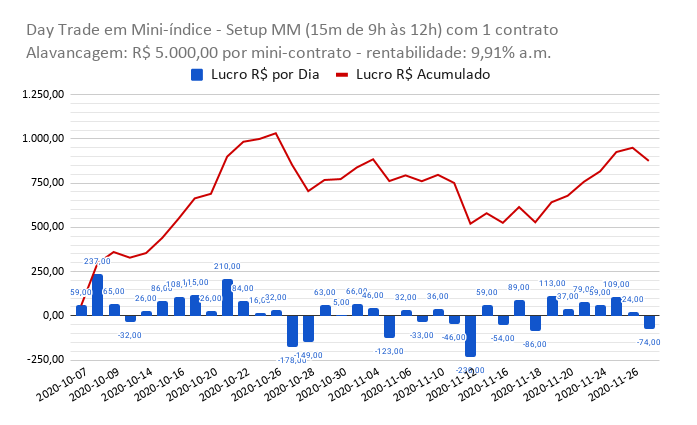 Day Trade em Mini-índice - Setup MM (15m de 9h às 12h) com 1 contrato
Alavancagem: R$ 5.000,00 por mini-contrato - rentabilidade: 9,91% a.m.
Lucro R$ por Dia Lucro R$ Acumulado
1.250,00
1.000,00
750,00
500,00
250,00
0,00
-250,00
59,00 237,00 65,00 -32,00 26,00 86,00 115,00 26,00 210,00 84,00 32,00 -178,00 -149,00 63,00 5,00 66,00 46,00 -123,00 32,00 -33,00 36,00 -46,00 59,00 -54,00 89,00 -86,00 113,00 37,00 59,00 109,00 24,00 -74,00
2020-10-07 2020-10-09 2020-10-14 2020-10-16 2020-10-20 2020-10-22 2020-10-26 2020-10-28 2020-10-30 2020-11-04 2020-11-06 2020-11-10 2020-11-12 2020-11-16 2020-11-18 2020-11-20 2020-11-24 2020-11-26